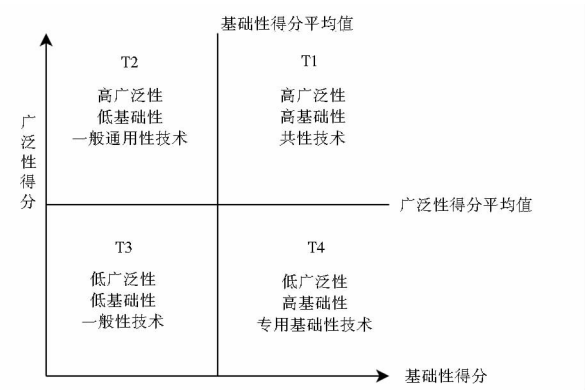 基础性得分平均值
T2
高广泛性
低基础性
一般通用性技术
T1
高广泛性
高基础性
共性技术
广泛性得分
广泛性得分平均值
T3
低广泛性
低基础性
一般性技术
T4
低广泛性
高基础性
专用基础性技术
基础性得分